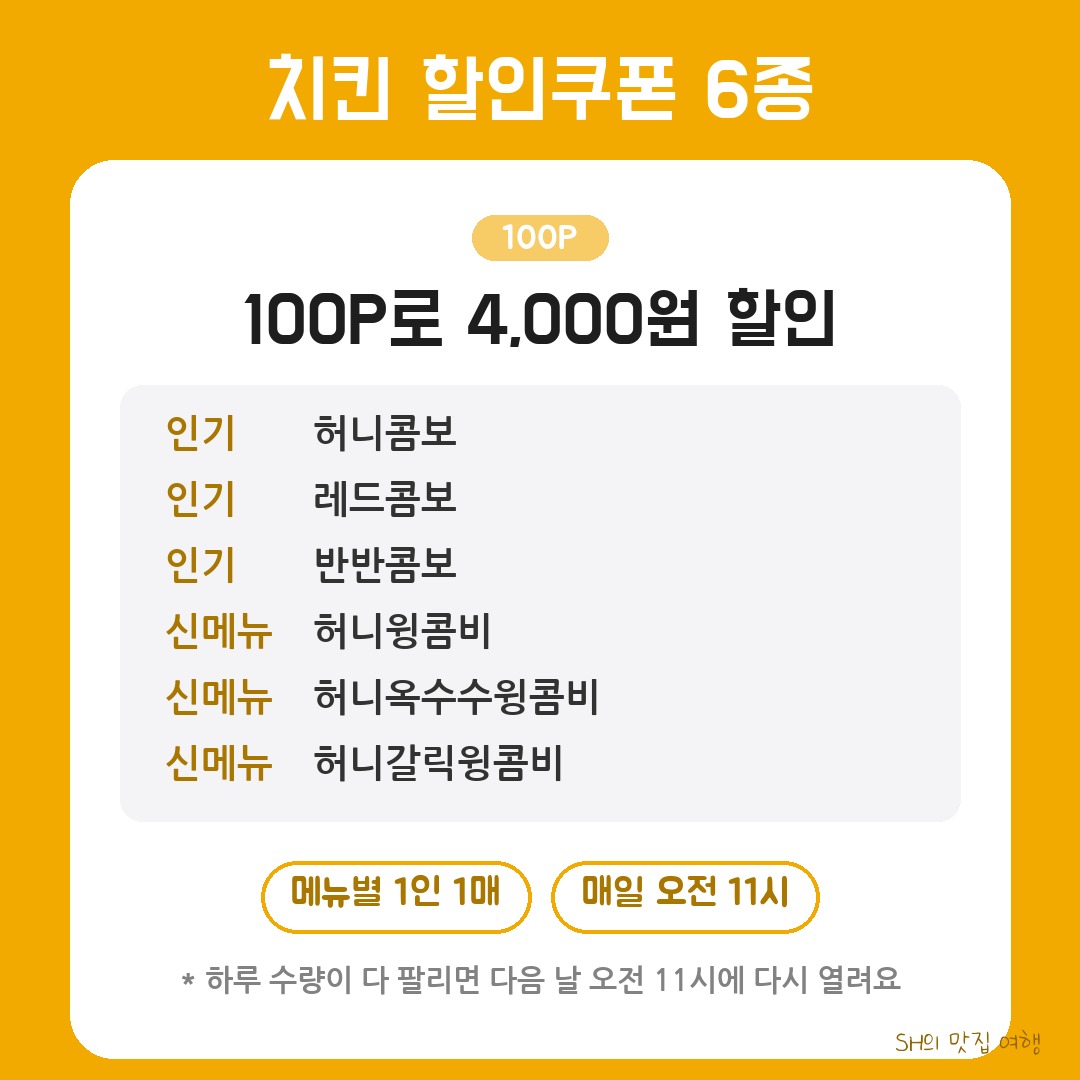 치킨 할인쿠폰 6종
100P
100P로 4,000원 할인
인기 허니콤보
인기 레드콤보
인기 반반콤보
신메뉴 허니윙콤비
신메뉴 허니옥수수윙콤비
신메뉴 허니갈릭윙콤비
메뉴별 1인 1매
매일 오전 11시
* 하루 수량이 다 팔리면 다음 날 오전 11시에 다시 열려요
SH의 맛집 여행